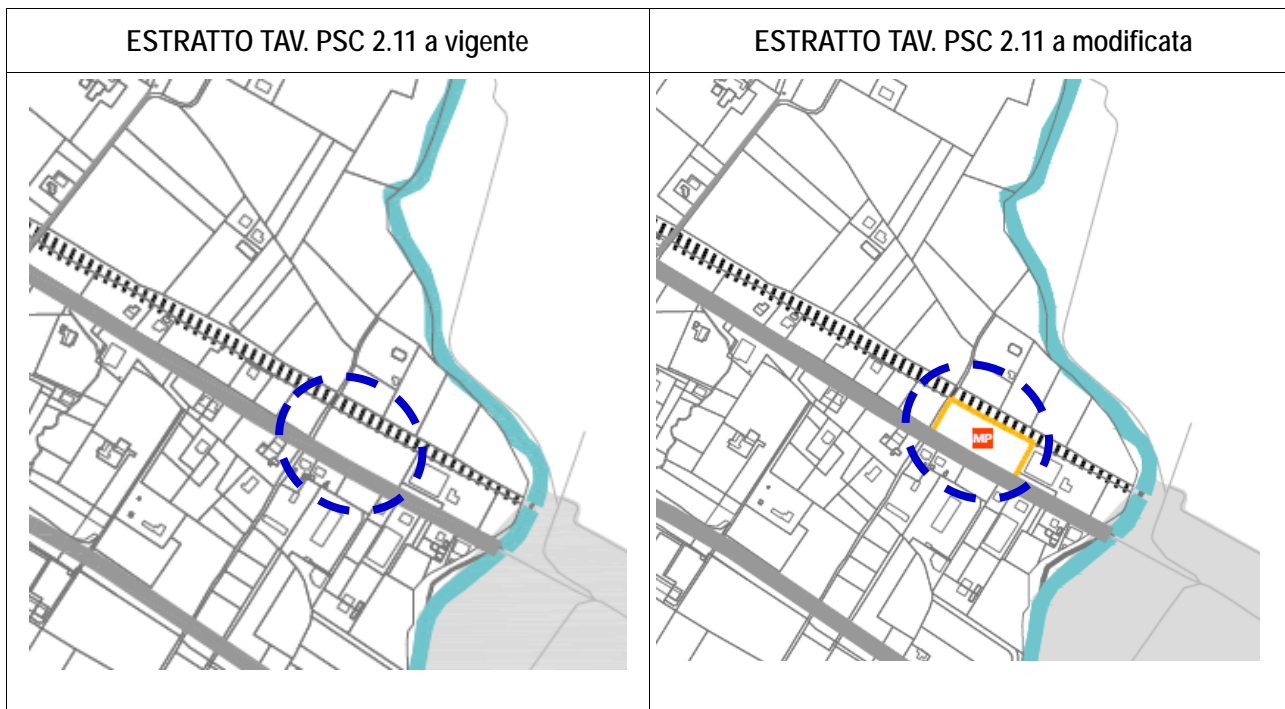 ESTRATTO TAV. PSC 2.11 a vigente
ESTRATTO TAV. PSC 2.11 a modificata
MP